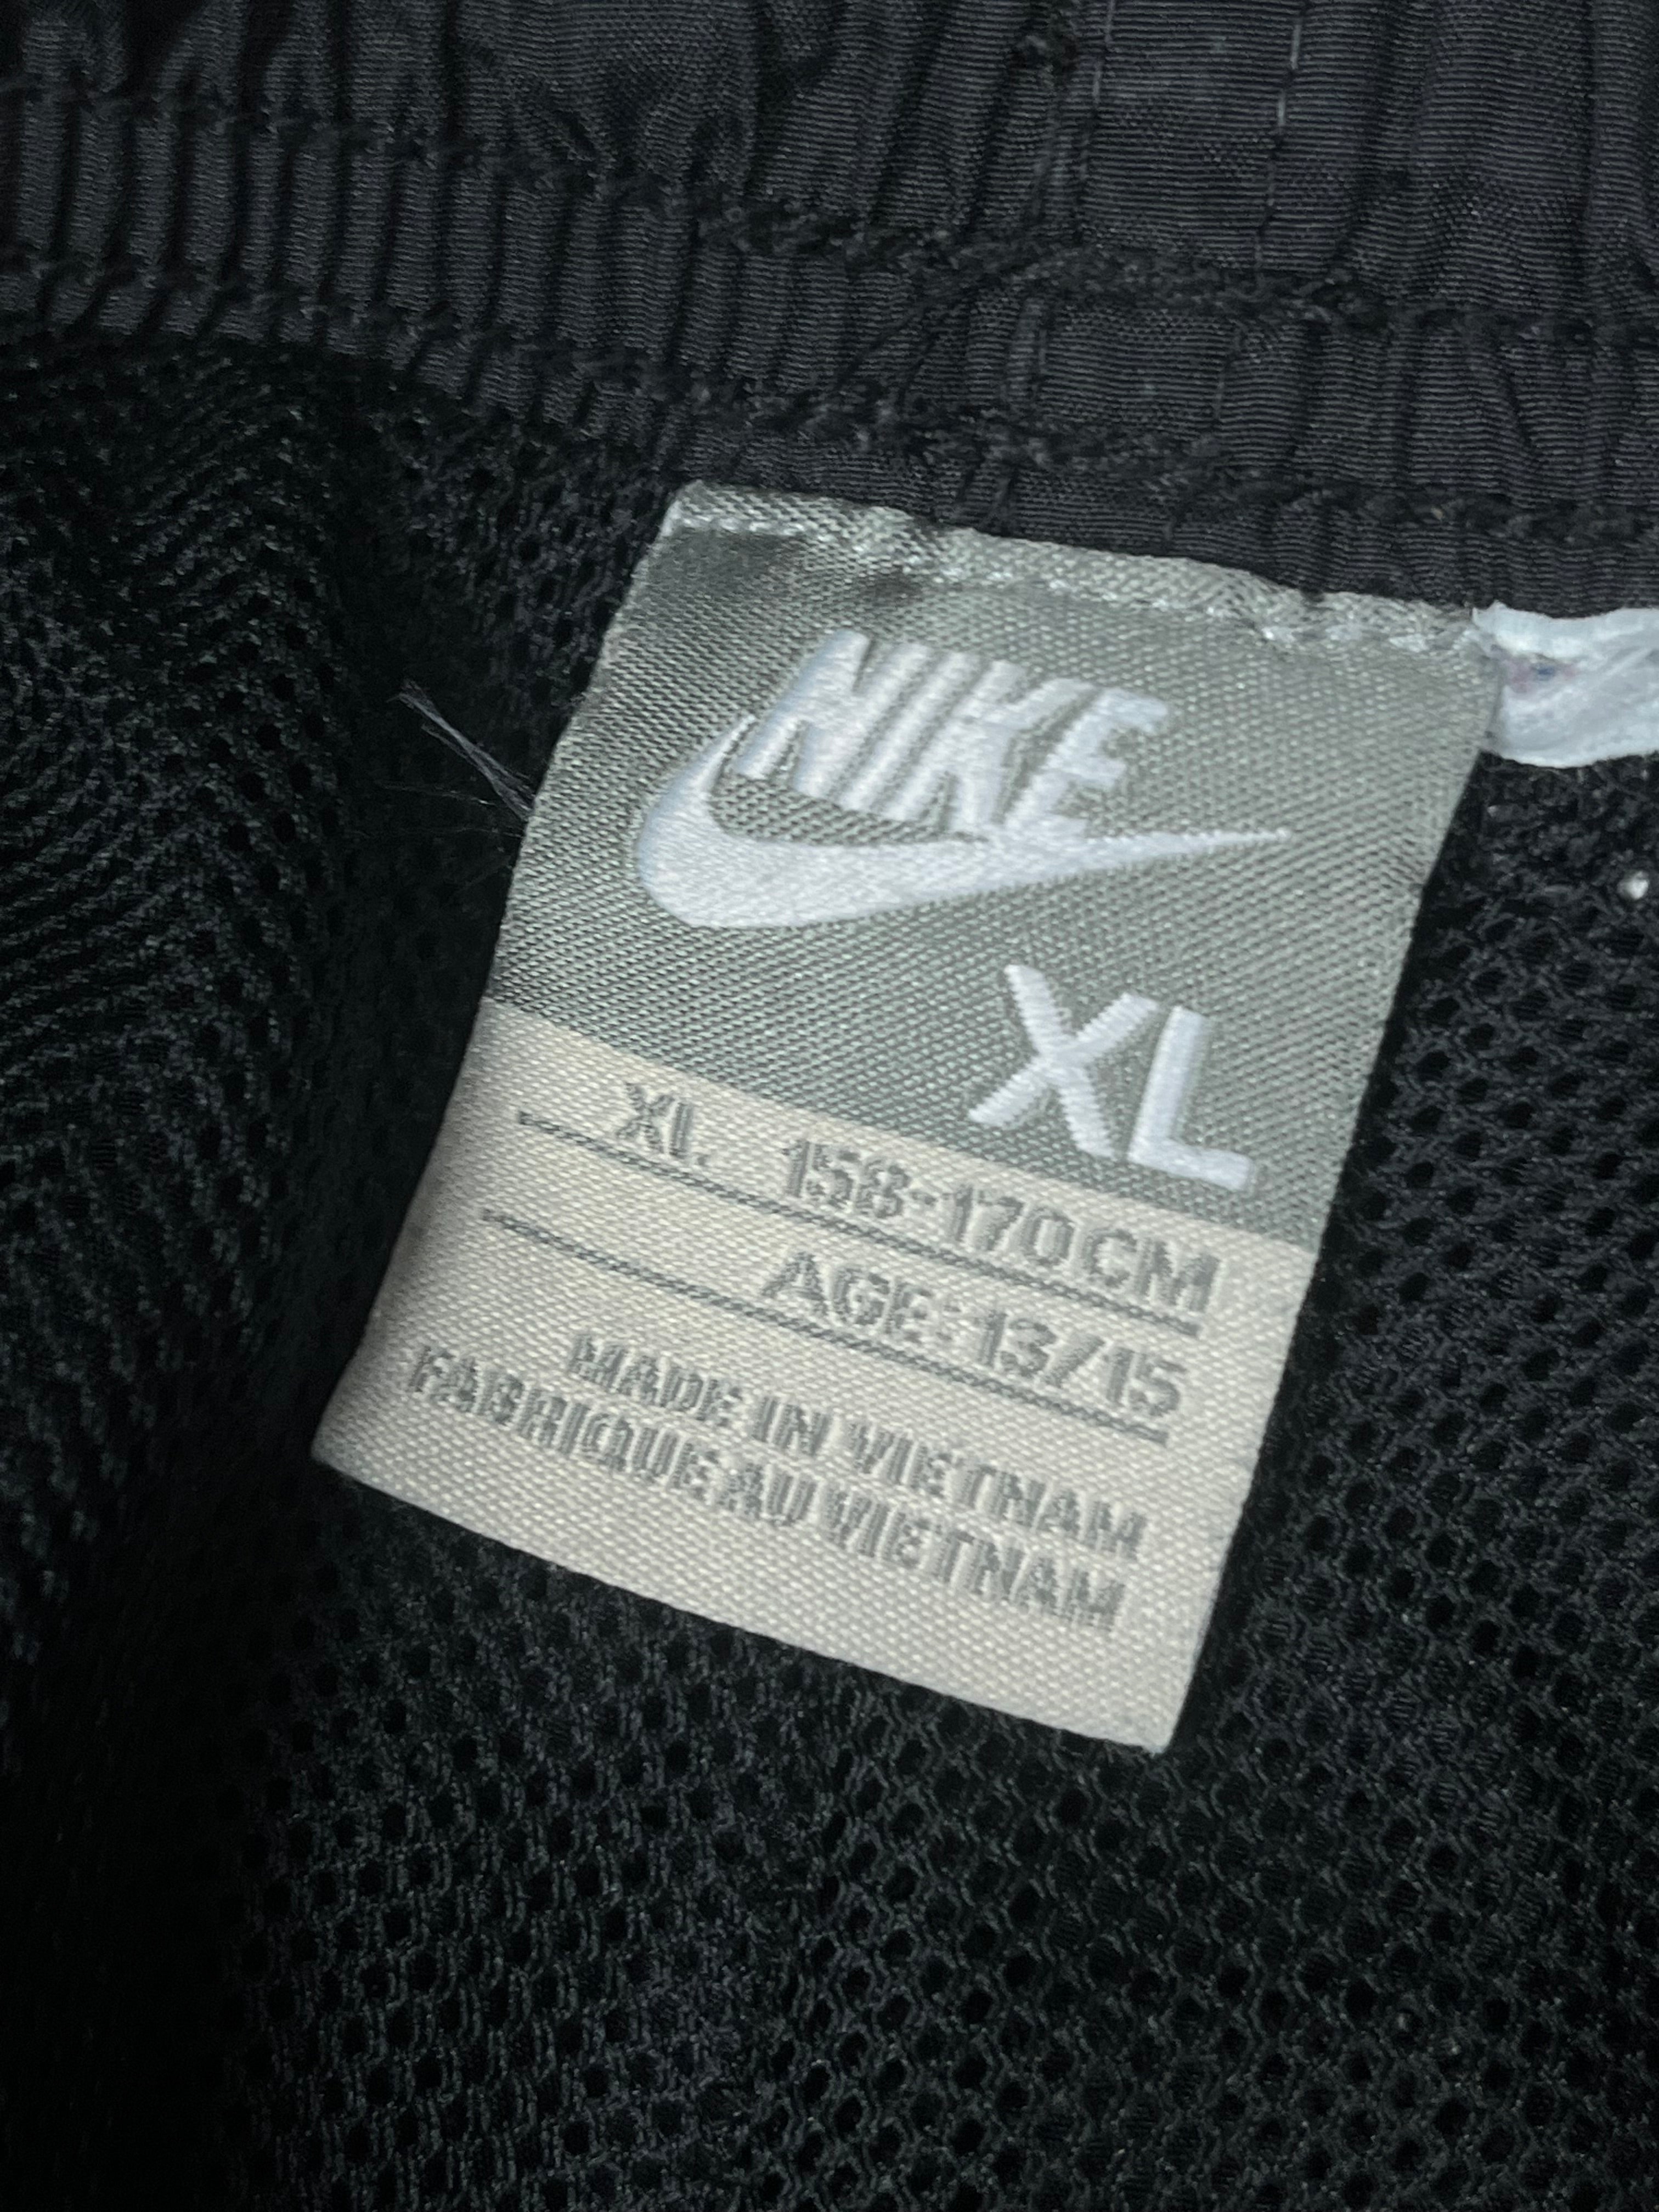 NIKE
XL
XL 158-170CM
AGE:13/15
MADE IN VIETNAM
FABRIQUE AU VIETNAM